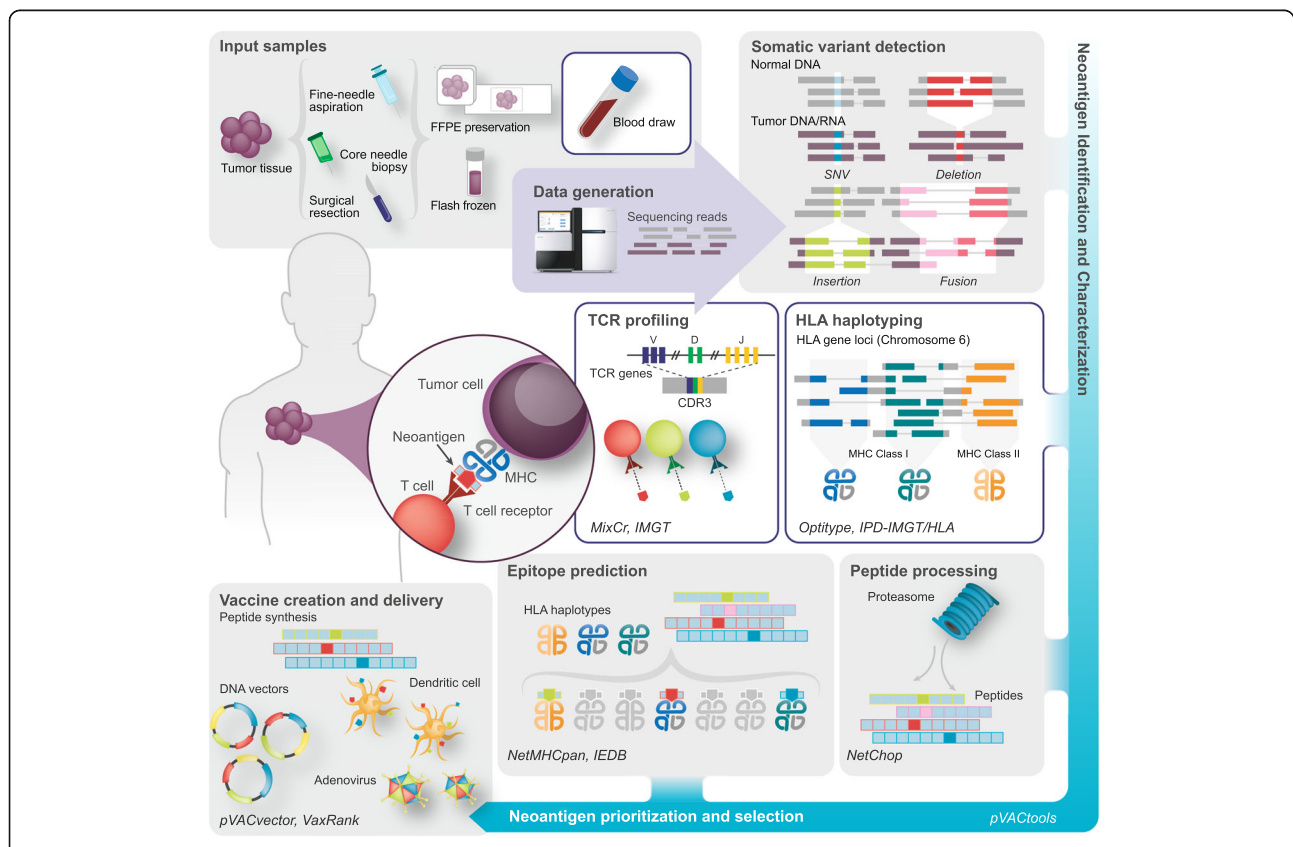 Input samples
Fine-needle
aspiration
Tumor tissue
Core needle
biopsy
Surgical
resection
FFPE preservation
Flash frozen
Blood draw
Data generation
Sequencing reads
Somatic variant detection
Normal DNA
Tumor DNA/RNA
SNV
Deletion
Insertion
Fusion
Neoantigen Identification and Characterization
Tumor cell
Neoantigen
MHC
T cell
T cell receptor
TCR profiling
V
D
J
TCR genes
CDR3
MixCr, IMGT
HLA haplotyping
HLA gene loci (Chromosome 6)
MHC Class I
MHC Class II
Optitype, IPD-IMGT/HLA
Epitope prediction
HLA haplotypes
NetMHCpan, IEDB
Peptide processing
Proteasome
Peptides
NetChop
Vaccine creation and delivery
Peptide synthesis
DNA vectors
Dendritic cell
Adenovirus
pVACvector, VaxRank
Neoantigen prioritization and selection
pVACtools